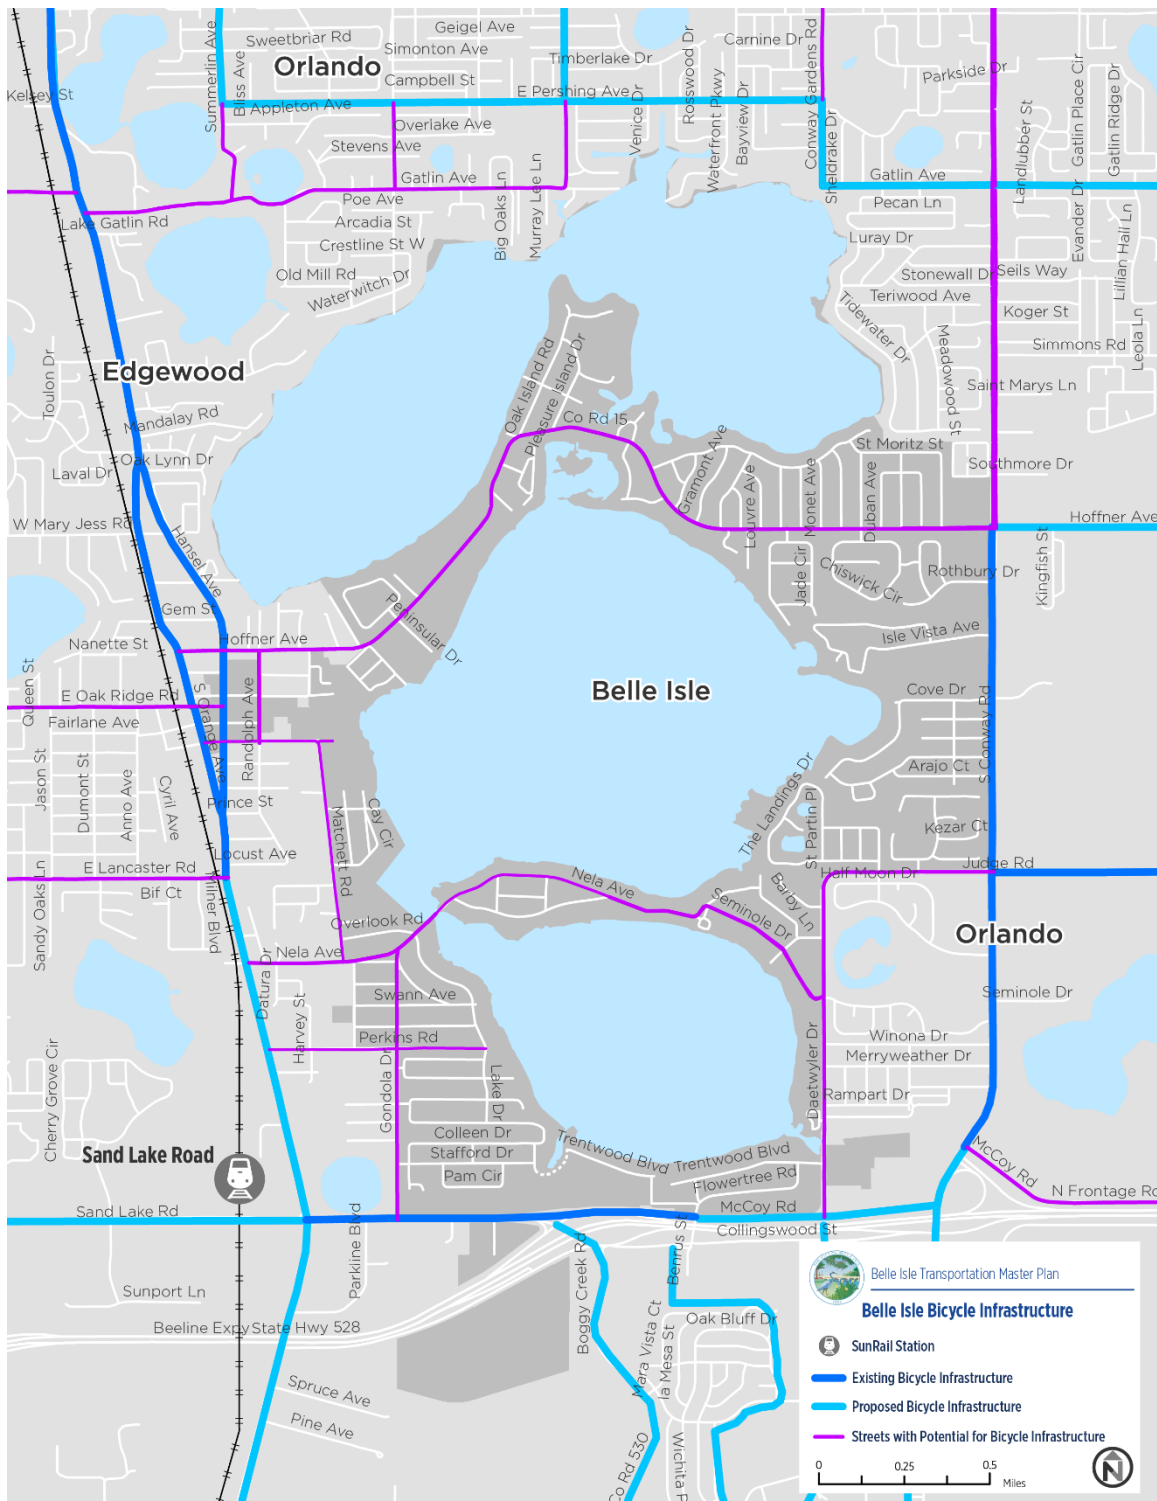 Geigel Ave
Sweetbriar Rd
Simonton Ave
Carnine Dr
Orlando
Timberlake Dr
Parkside Dr
Campbell St
Kelsey St
E Pershing Ave
Appleton Ave
Summerlin Ave
Bliss Ave
Overlake Ave
Stevens Ave
Venice Dr
Rosswood Dr
Waterfront Pkwy
Bayview Dr
Conway Gardens Rd
Sheldrake Dr
Landlubber St
Gatlin Place Cir
Gatlin Ridge Dr
Gatlin Ave
Gatlin Ave
Poe Ave
Pecan Ln
Big Oaks Ln
Murray Lee Ln
Evander Dr
Lillian Hall Ln
Lake Gatlin Rd
Arcadia St
Crestline St W
Luray Dr
Old Mill Rd
Waterwitch Dr
Stonewall Dr
Seils Way
Teriwood Ave
Koger St
Tidewater Dr
Meadowood St
Simmons Rd
Leola Ln
Toulon Dr
Edgewood
Oak Island Rd
Pleasure Island Dr
Saint Marys Ln
Mandalay Rd
Co Rd 15
St Moritz St
Oak Lynn Dr
Laval Dr
Southmore Dr
Gramont Ave
Louvre Ave
Monet Ave
Duban Ave
W Mary Jess Rd
Hoffner Ave
Hansel Ave
Jade Cir
Chiswick Cir
Rothbury Dr
Kingfish St
Gem St
Peninsular Dr
Nanette St
Hoffner Ave
Isle Vista Ave
Queen St
E Oak Ridge Rd
S Orange Ave
Randolph Ave
Belle Isle
Cove Dr
S Conway Rd
Fairlane Ave
Jason St
Dumont St
Anno Ave
Cyril Ave
Arajo Ct
Prince St
Matchett Rd
Cay Cir
The Landings Dr
St Partin Pl
Kezar Ct
Locust Ave
E Lancaster Rd
Judge Rd
Half Moon Dr
Bif Ct
Sandy Oaks Ln
Milner Blvd
Nela Ave
Barby Ln
Seminole Dr
Overlook Rd
Orlando
Nela Ave
Datura Dr
Swann Ave
Seminole Dr
Harvey St
Perkins Rd
Winona Dr
Merryweather Dr
Cherry Grove Cir
Gondola Dr
Lake Dr
Daetwyler Dr
Rampart Dr
Colleen Dr
Sand Lake Road
Stafford Dr
Trentwood Blvd
Trentwood Blvd
McCoy Rd
Pam Cir
Flowertree Rd
N Frontage Rd
Sand Lake Rd
McCoy Rd
Collingswood St
Parkline Blvd
Boggy Creek Rd
Benrus St
Sunport Ln
Beeline Expy
State Hwy 528
Mara Vista Ct
la Mesa St
Oak Bluff Dr
Spruce Ave
Pine Ave
Co Rd 530
Belle Isle Transportation Master Plan
Belle Isle Bicycle Infrastructure
SunRail Station
Existing Bicycle Infrastructure
Proposed Bicycle Infrastructure
Streets with Potential for Bicycle Infrastructure
N
0 0.25 0.5
Miles